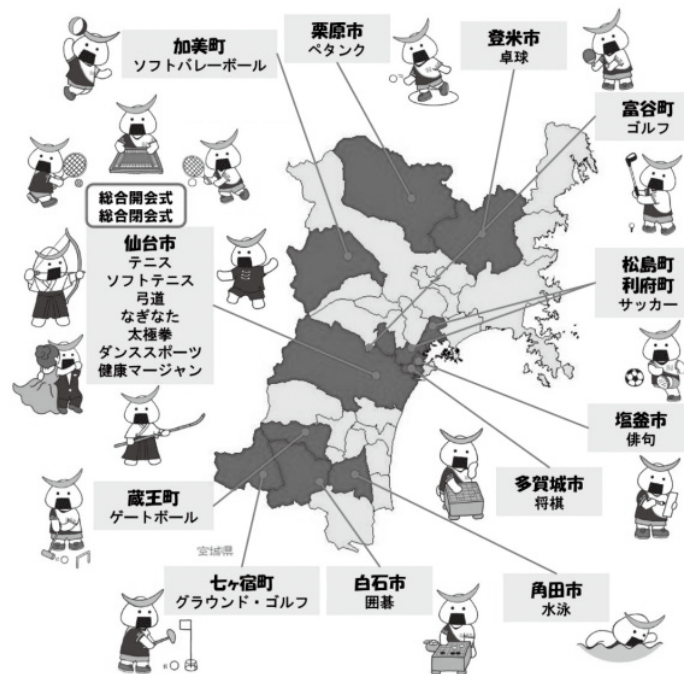 加美町
ソフトバレーボール
栗原市
ペタンク
登米市
卓球
富谷町
ゴルフ
総合開会式
総合閉会式
仙台市
テニス
ソフトテニス
弓道
なぎなた
太極拳
ダンススポーツ
健康マージャン
松島町
利府町
サッカー
塩釜市
俳句
多賀城市
将棋
蔵王町
ゲートボール
宮城県
七ヶ宿町
グラウンド・ゴルフ
白石市
囲碁
角田市
水泳